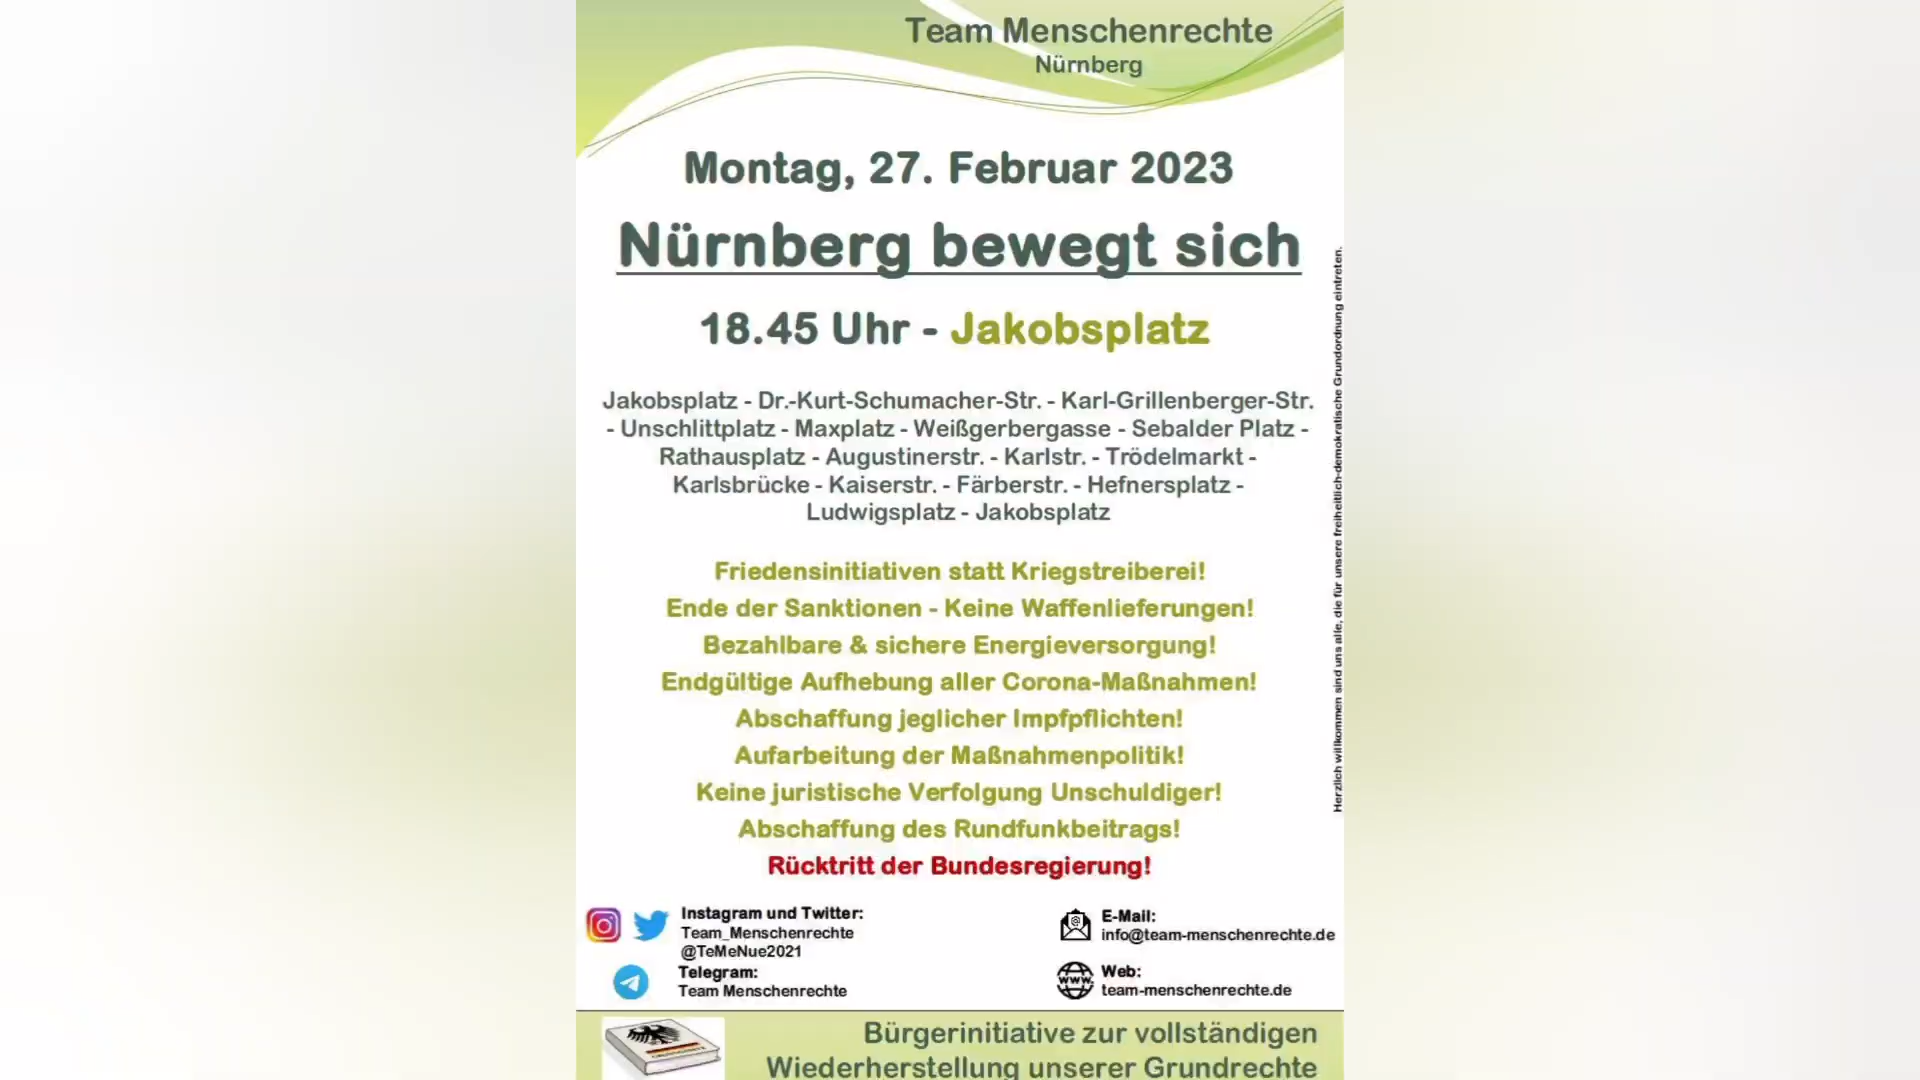 Team Menschenrechte
Nürnberg
Montag, 27. Februar 2023
Nürnberg bewegt sich
18.45 Uhr - Jakobsplatz
Jakobsplatz - Dr.-Kurt-Schumacher-Str. - Karl-Grillenberger-Str.
- Unschlittplatz - Maxplatz - Weißgerbergasse - Sebalder Platz -
Rathausplatz - Augustinerstr. - Karlstr. - Trödelmarkt -
Karlsbrücke - Kaiserstr. - Färberstr. - Hefnersplatz -
Ludwigsplatz - Jakobsplatz
Friedensinitiativen statt Kriegstreiberei!
Ende der Sanktionen - Keine Waffenlieferungen!
Bezahlbare & sichere Energieversorgung!
Endgültige Aufhebung aller Corona-Maßnahmen!
Abschaffung jeglicher Impfpflichten!
Aufarbeitung der Maßnahmenpolitik!
Keine juristische Verfolgung Unschuldiger!
Abschaffung des Rundfunkbeitrags!
Rücktritt der Bundesregierung!
Herzlich willkommen sind uns alle, die für unsere freiheitlich-demokratische Grundordnung eintreten.
Instagram und Twitter:
Team_Menschenrechte
@TeMeNue2021
Telegram:
Team Menschenrechte
E-Mail:
info@team-menschenrechte.de
www.
Web:
team-menschenrechte.de
Bürgerinitiative zur vollständigen
Wiederherstellung unserer Grundrechte